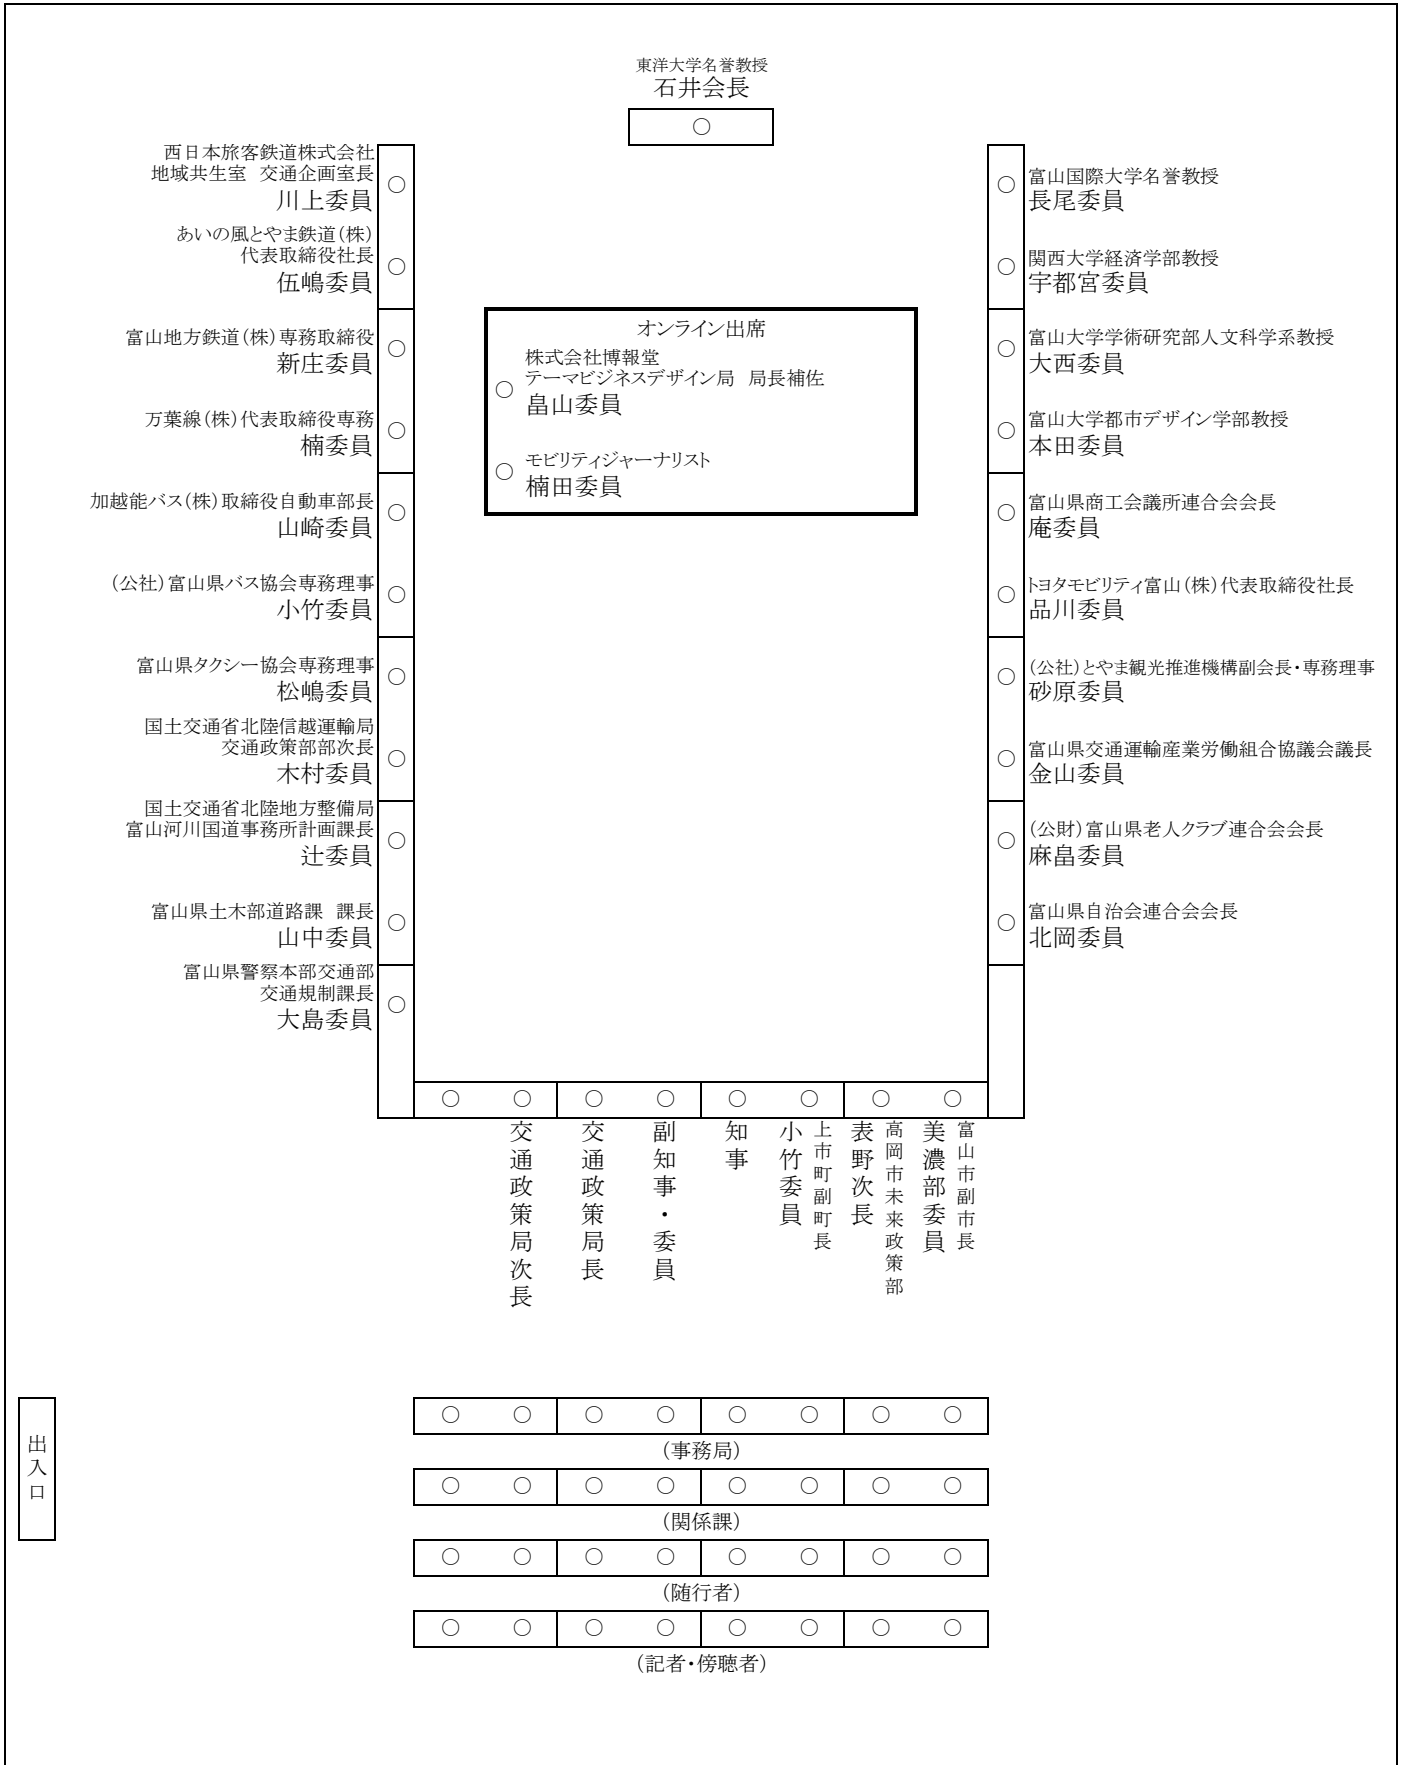 東洋大学名誉教授
石井会長
○
西日本旅客鉄道株式会社
地域共生室 交通企画室長
川上委員
○
あいの風とやま鉄道(株)
代表取締役社長
伍嶋委員
○
富山地方鉄道(株)専務取締役
新庄委員
○
万葉線(株)代表取締役専務
楠委員
○
加越能バス(株)取締役自動車部長
山崎委員
○
(公社)富山県バス協会専務理事
小竹委員
○
富山県タクシー協会専務理事
松嶋委員
○
国土交通省北陸信越運輸局
交通政策部部次長
木村委員
○
国土交通省北陸地方整備局
富山河川国道事務所計画課長
辻委員
○
富山県土木部道路課 課長
山中委員
○
富山県警察本部交通部
交通規制課長
大島委員
○
オンライン出席
株式会社博報堂
テーマビジネスデザイン局 局長補佐
○ 畠山委員
モビリティジャーナリスト
○ 楠田委員
○ 富山国際大学名誉教授
長尾委員
○ 関西大学経済学部教授
宇都宮委員
○ 富山大学学術研究部人文科学系教授
大西委員
○ 富山大学都市デザイン学部教授
本田委員
○ 富山県商工会議所連合会会長
庵委員
○ トヨタモビリティ富山(株)代表取締役社長
品川委員
○ (公社)とやま観光推進機構副会長・専務理事
砂原委員
○ 富山県交通運輸産業労働組合協議会議長
金山委員
○ (公財)富山県老人クラブ連合会会長
麻畠委員
○ 富山県自治会連合会会長
北岡委員
○ ○ ○ ○ ○ ○ ○ ○
富山市副市長
美濃部委員
高岡市未来政策部
表野次長
上市町副町長
小竹委員
知事
副知事・委員
交通政策局長
交通政策局次長
出入口
○ ○ ○ ○ ○ ○ ○ ○
(事務局)
○ ○ ○ ○ ○ ○ ○ ○
(関係課)
○ ○ ○ ○ ○ ○ ○ ○
(随行者)
○ ○ ○ ○ ○ ○ ○ ○
(記者・傍聴者)